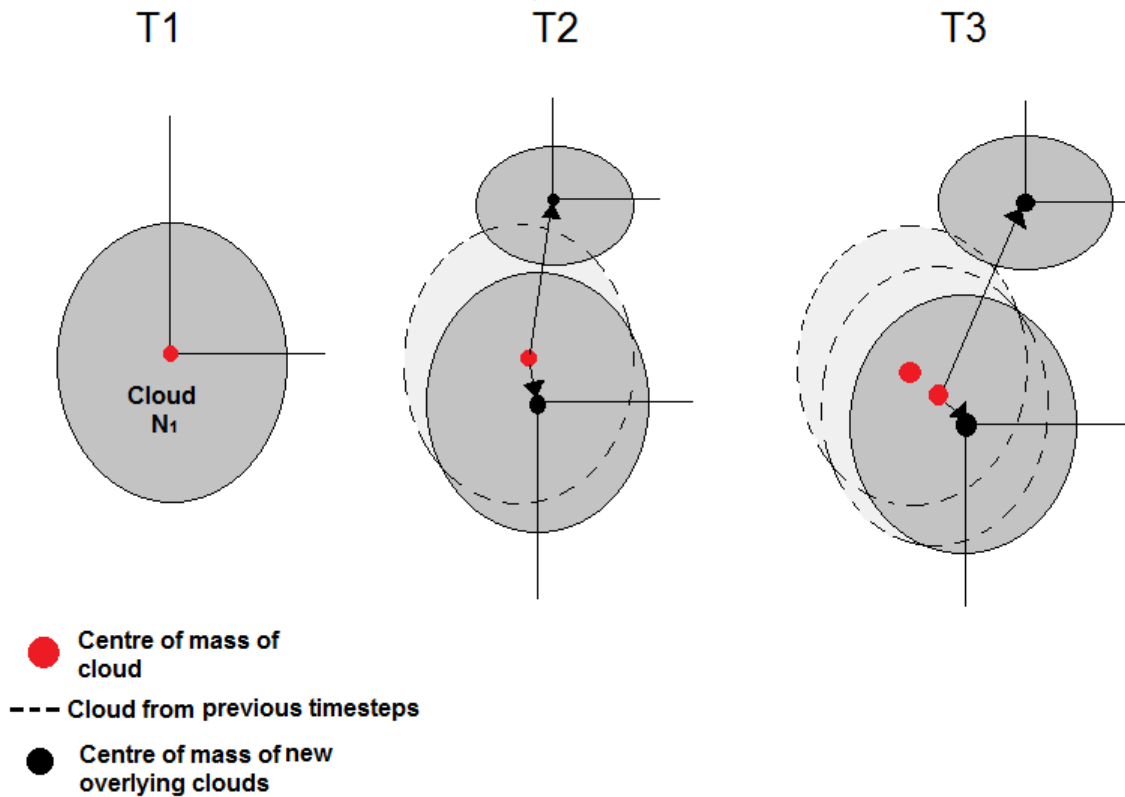 T1 T2 T3
Cloud
N₁
Centre of mass of
cloud
Cloud from previous timesteps
Centre of mass of new
overlying clouds